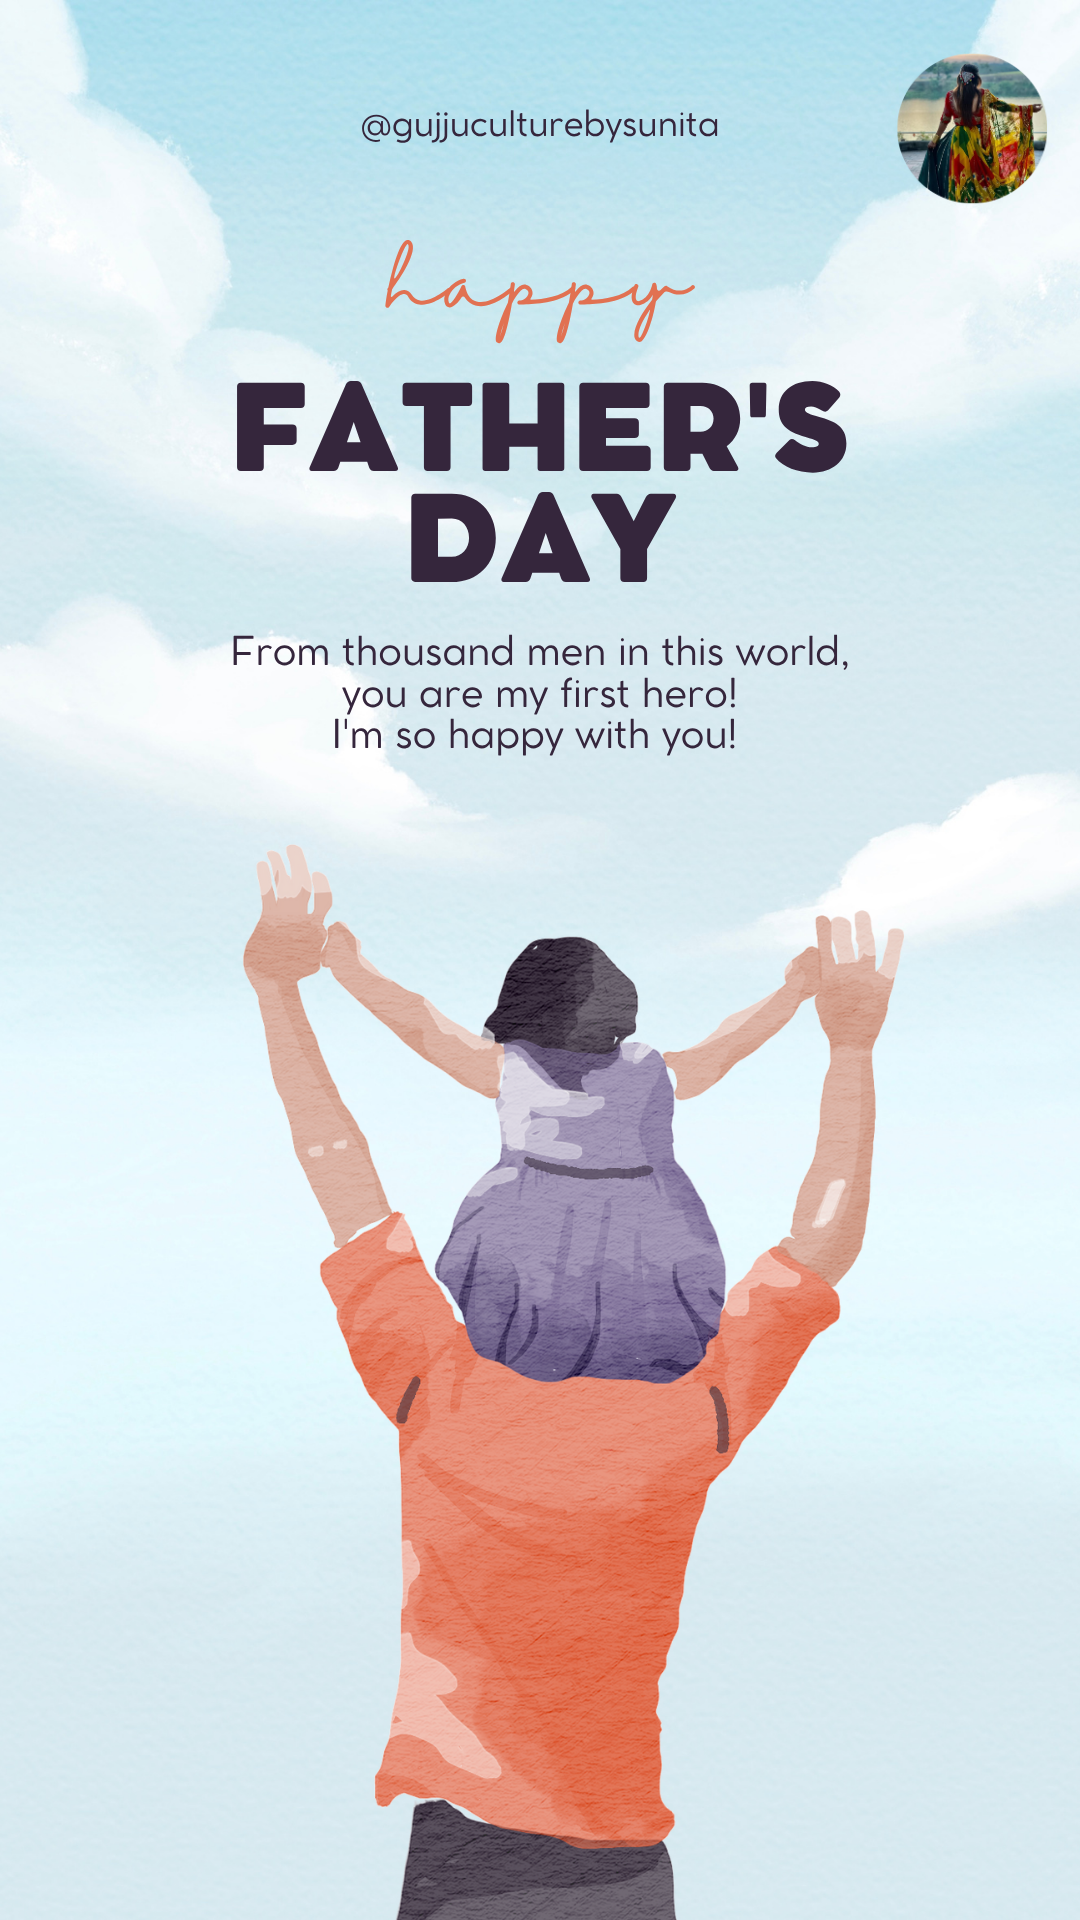 @gujjuculturebysunita
happy
FATHER'S
DAY
From thousand men in this world,
you are my first hero!
I'm so happy with you!